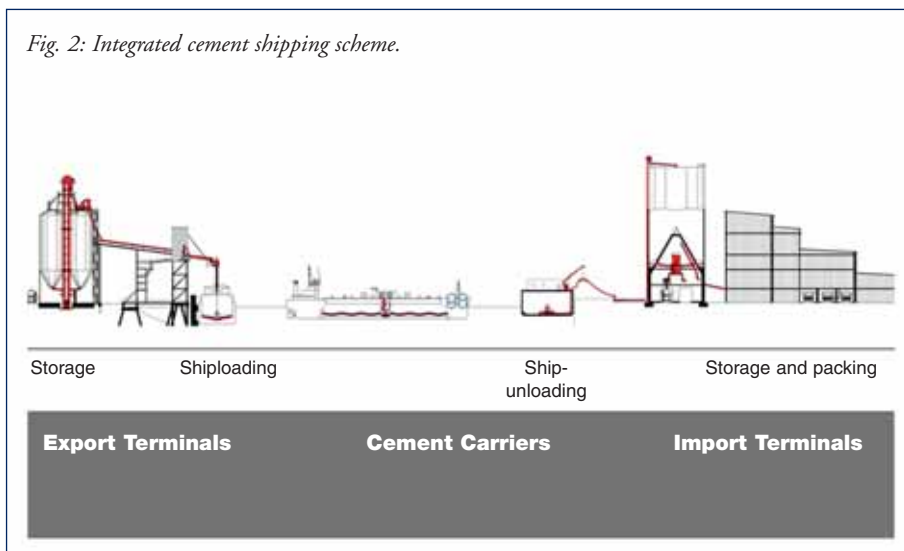 Fig. 2: Integrated cement shipping scheme.
Storage
Shiploading
Ship-
unloading
Storage and packing
Export Terminals
Cement Carriers
Import Terminals